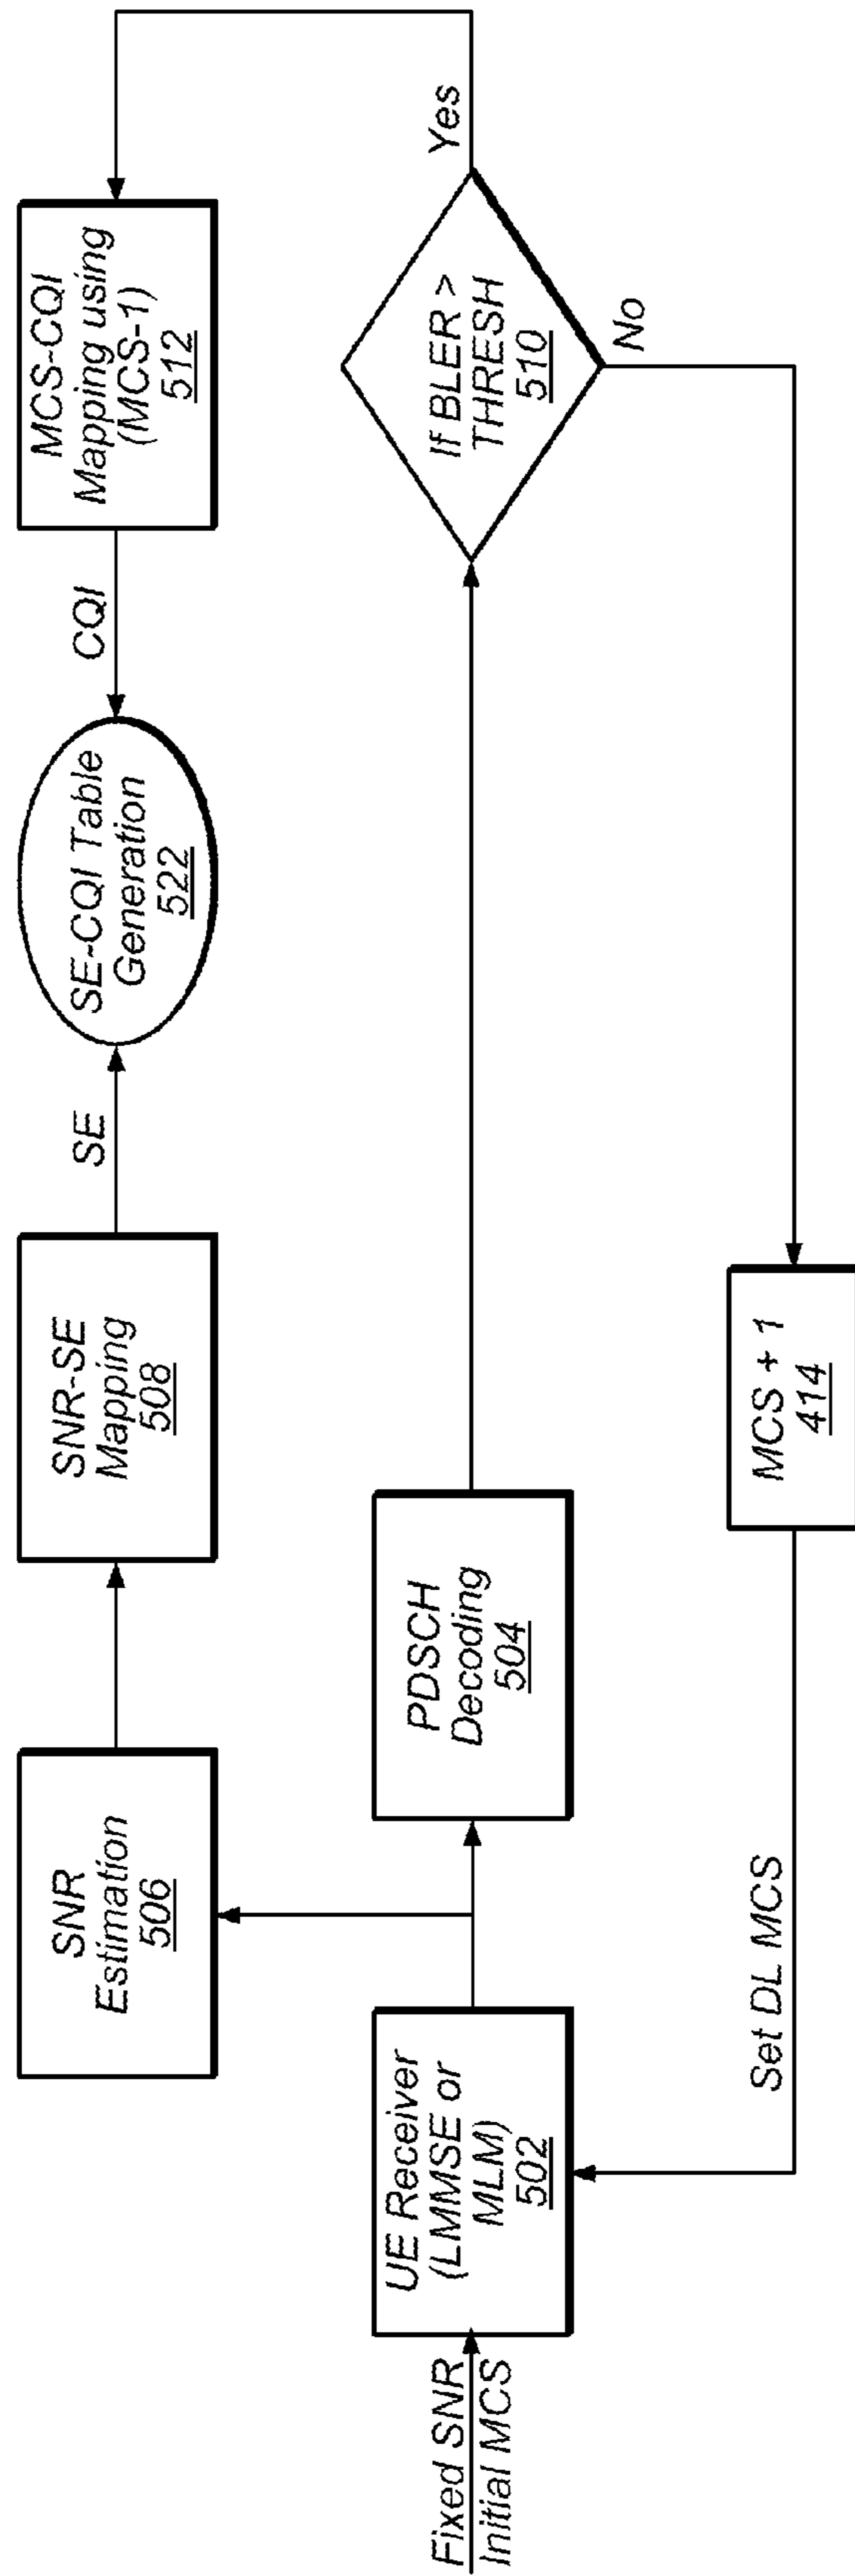 Fixed SNR
Initial MCS
UE Receiver
(LMMSE or
MLM)
502
SNR
Estimation
506
SNR-SE
Mapping
508
SE
SE-CQI Table
Generation
522
CQI
MCS-CQI
Mapping using
(MCS-1)
512
PDSCH
Decoding
504
If BLER >
THRESH
510
Yes
No
MCS + 1
414
Set DL MCS